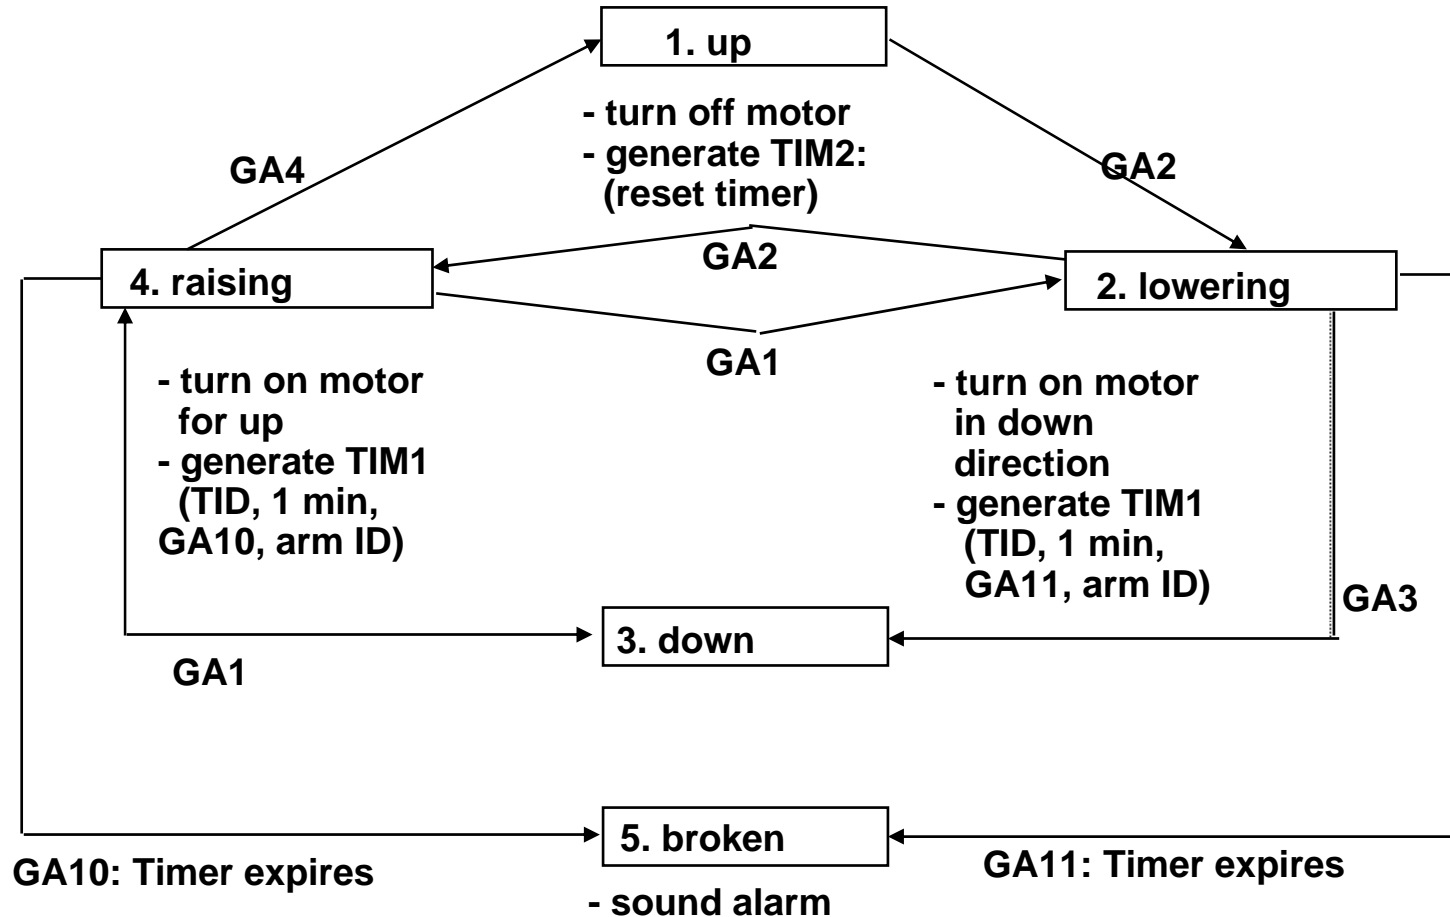 1. up
- turn off motor
- generate TIM2:
(reset timer)
GA4
GA2
GA2
4. raising
2. lowering
GA1
- turn on motor
for up
- generate TIM1
(TID, 1 min,
GA10, arm ID)
- turn on motor
in down
direction
- generate TIM1
(TID, 1 min,
GA11, arm ID)
GA3
3. down
GA1
5. broken
GA10: Timer expires
GA11: Timer expires
- sound alarm